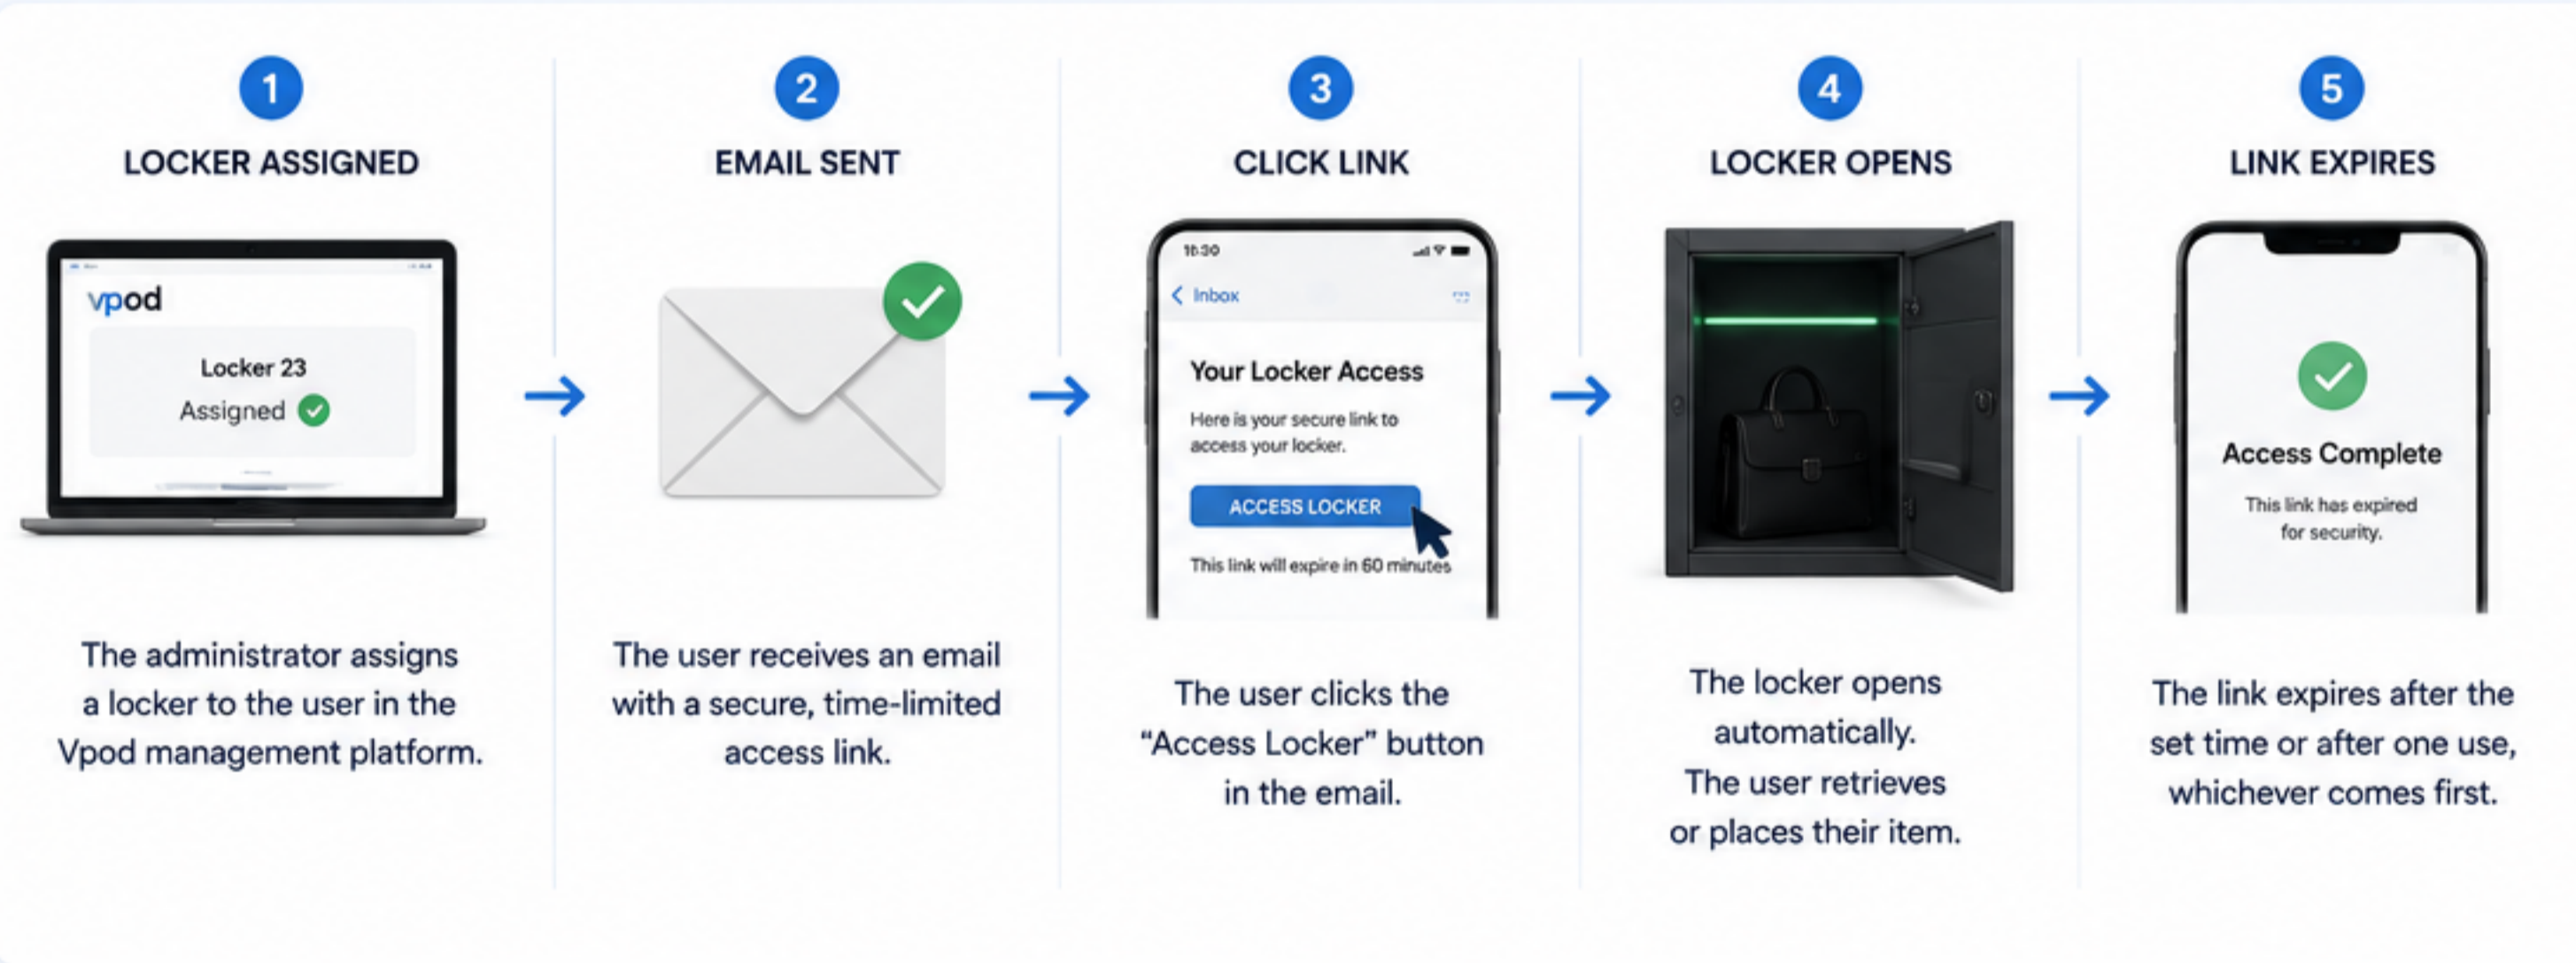 1
LOCKER ASSIGNED
vpod
Locker 23
Assigned
The administrator assigns
a locker to the user in the
Vpod management platform.
2
EMAIL SENT
The user receives an email
with a secure, time-limited
access link.
3
CLICK LINK
Inbox
Your Locker Access
Here is your secure link to
access your locker.
ACCESS LOCKER
This link will expire in 60 minutes
The user clicks the
“Access Locker” button
in the email.
4
LOCKER OPENS
The locker opens
automatically.
The user retrieves
or places their item.
5
LINK EXPIRES
Access Complete
This link has expired
for security.
The link expires after the
set time or after one use,
whichever comes first.